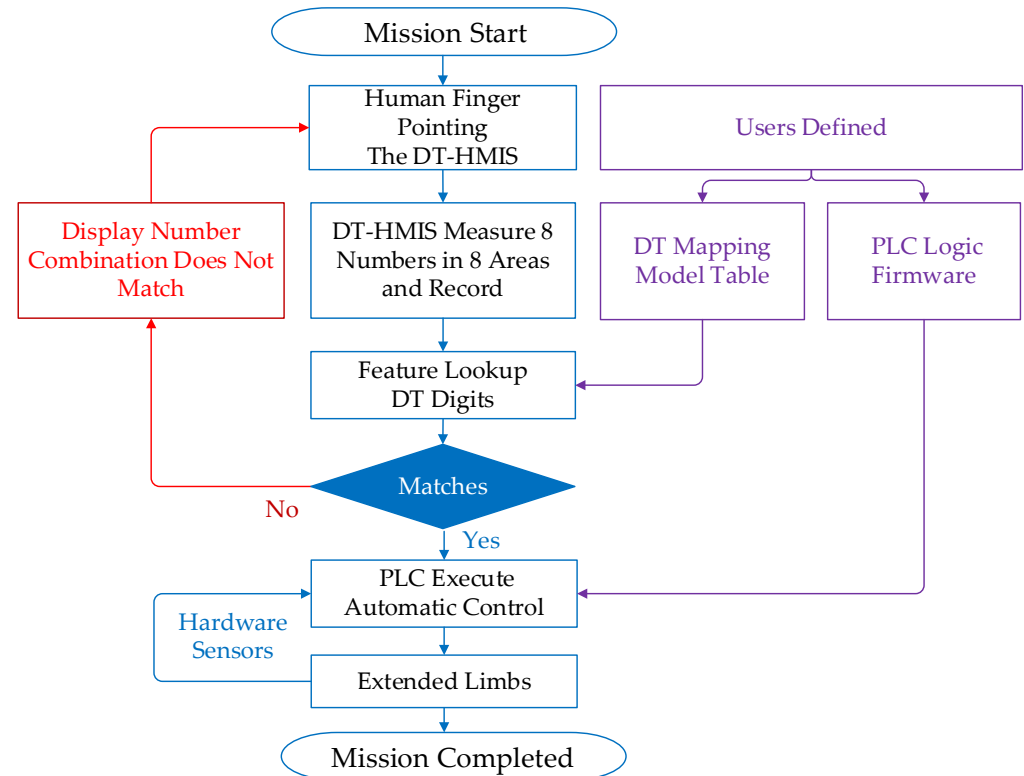 Mission Start
Human Finger
Pointing
The DT-HMIS
Users Defined
Display Number
Combination Does Not
Match
DT-HMIS Measure 8
Numbers in 8 Areas
and Record
DT Mapping
Model Table
PLC Logic
Firmware
Feature Lookup
DT Digits
Matches
No
Yes
PLC Execute
Automatic Control
Hardware
Sensors
Extended Limbs
Mission Completed